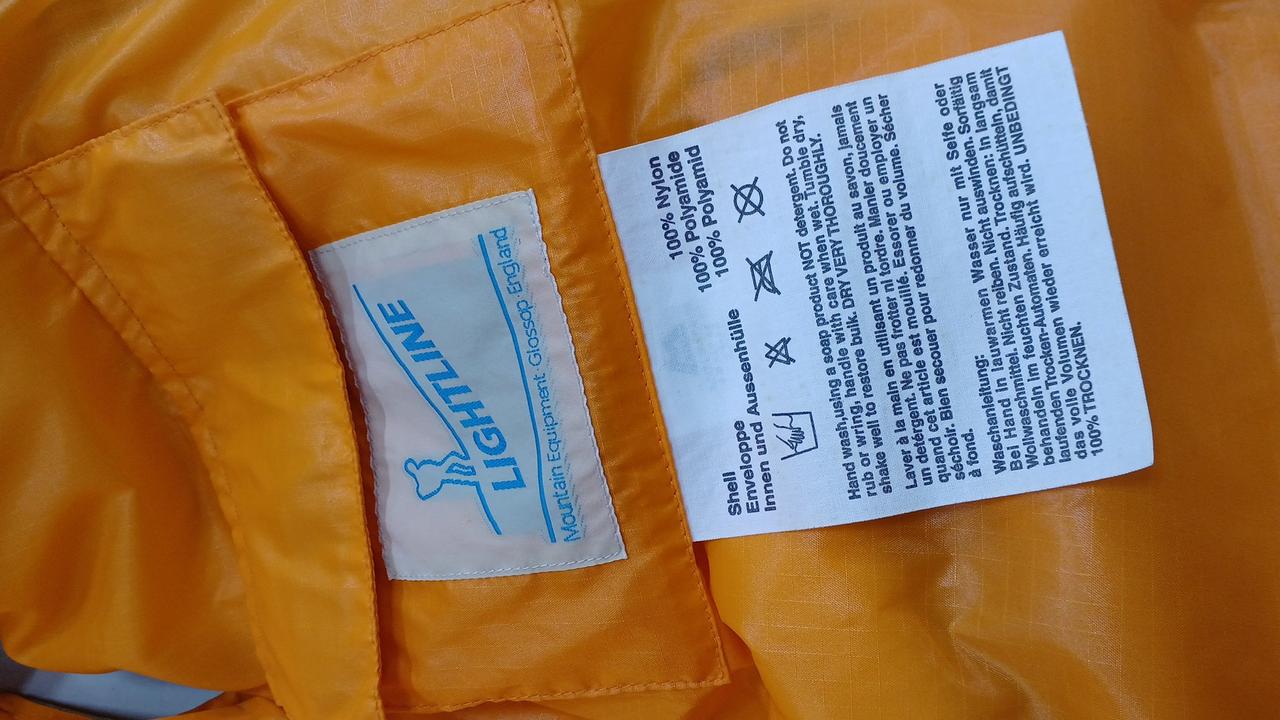 LIGHTLINE
Mountain Equipment · Glossop England
100% Nylon
100% Polyamide
100% Polyamid
Shell
Enveloppe
Innen und Aussenhülle
Hand wash,using a soap product NOT detergent. Do not
rub or wring, handle with care when wet. Tumble dry,
shake well to restore bulk. DRY VERY THOROUGHLY.
Laver à la main en utilisant un produit au savon, jamais
un detérgent. Ne pas frotter ni tordre. Manier doucement
quand cet article est mouillé. Essorer ou employer un
séchoir. Bien secouer pour redonner du volume. Sécher
à fond.
Waschanleitung:
Bei Hand in lauwarmen Wasser nur mit Seife oder
Wollwaschmittel. Nicht reiben. Nicht auswinden. Sorfältig
behandeln im feuchten Zustand. Trocknen: In langsam
laufenden Trocken-Automaten. Häufig aufschütteln, damit
das volle Volumen wieder erreicht wird. UNBEDINGT
100% TROCKNEN.